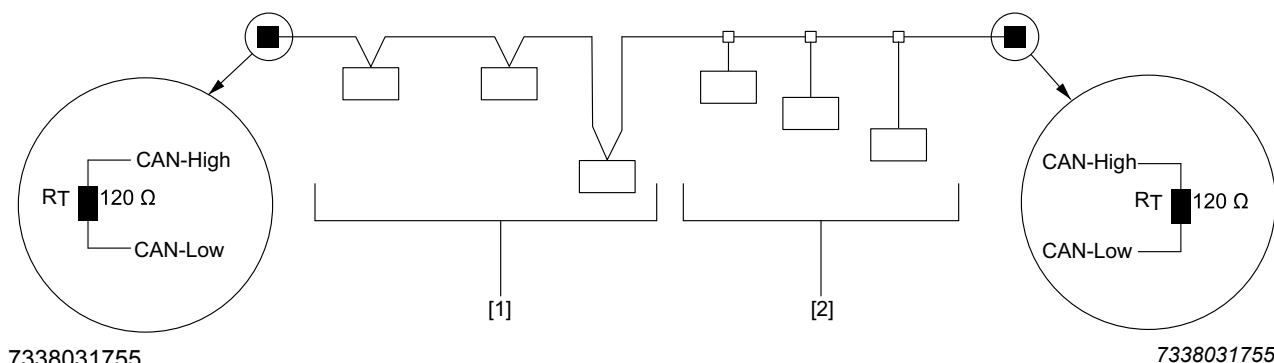 CAN-High
RT 120 Ω
CAN-Low
CAN-High
RT 120 Ω
CAN-Low
[1] [2]
7338031755
7338031755